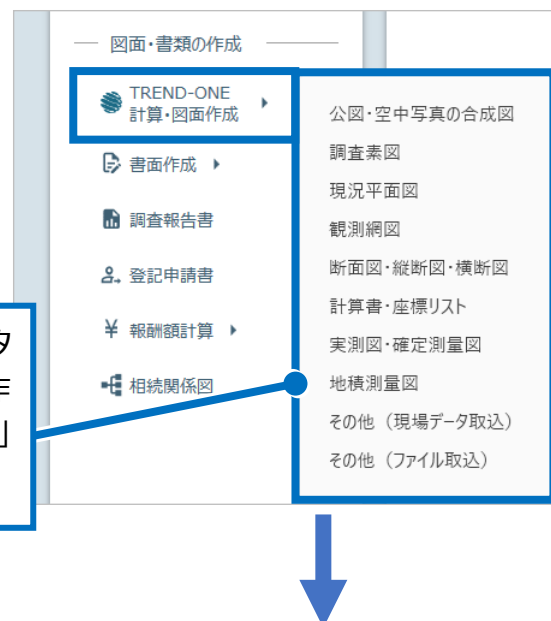 図面・書類の作成
TREND-ONE
計算・図面作成
書面作成
調査報告書
登記申請書
報酬額計算
相続関係図
公図・空中写真の合成図
調査素図
現況平面図
観測網図
断面図・縦断図・横断図
計算書・座標リスト
実測図・確定測量図
地積測量図
その他（現場データ取込）
その他（ファイル取込）
タ
作
」